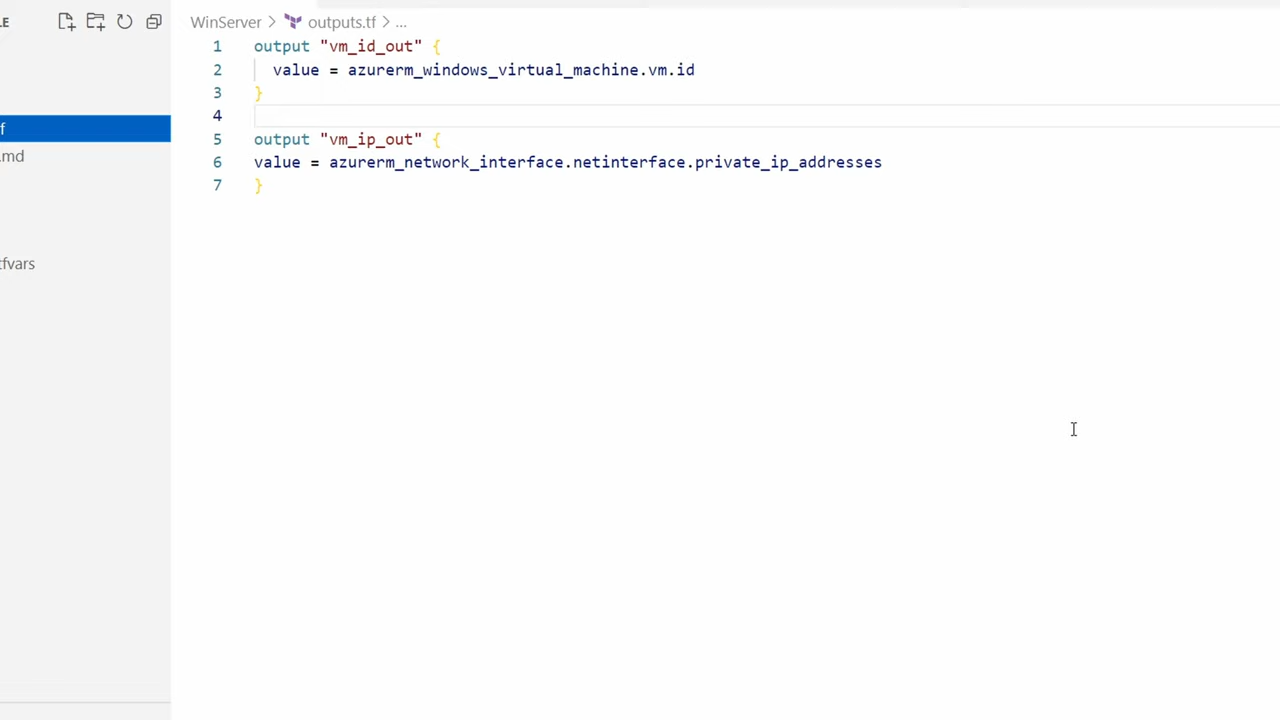 LE
WinServer > outputs.tf > ...
1 output "vm_id_out" {
2   value = azurerm_windows_virtual_machine.vm.id
3 }
4
5 output "vm_ip_out" {
6 value = azurerm_network_interface.netinterface.private_ip_addresses
7 }
f
.md
tfvars